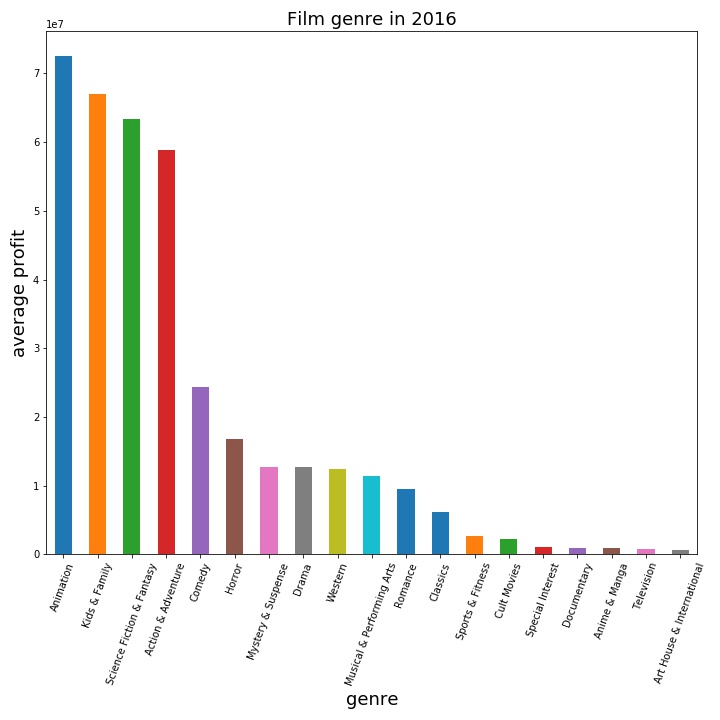 Film genre in 2016
1e7
7
6
5
4
3
2
1
0
average profit
Animation
Kids & Family
Science Fiction & Fantasy
Action & Adventure
Comedy
Horror
Mystery & Suspense
Drama
Western
Musical & Performing Arts
Romance
Classics
Sports & Fitness
Cult Movies
Special Interest
Documentary
Anime & Manga
Television
Art House & International
genre